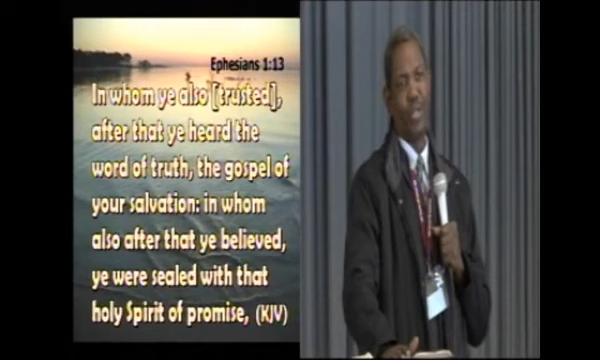 Ephesians 1:13
In whom ye also [trusted],
after that ye heard the
word of truth, the gospel of
your salvation: in whom
also after that ye believed,
ye were sealed with that
holy Spirit of promise, (KJV)